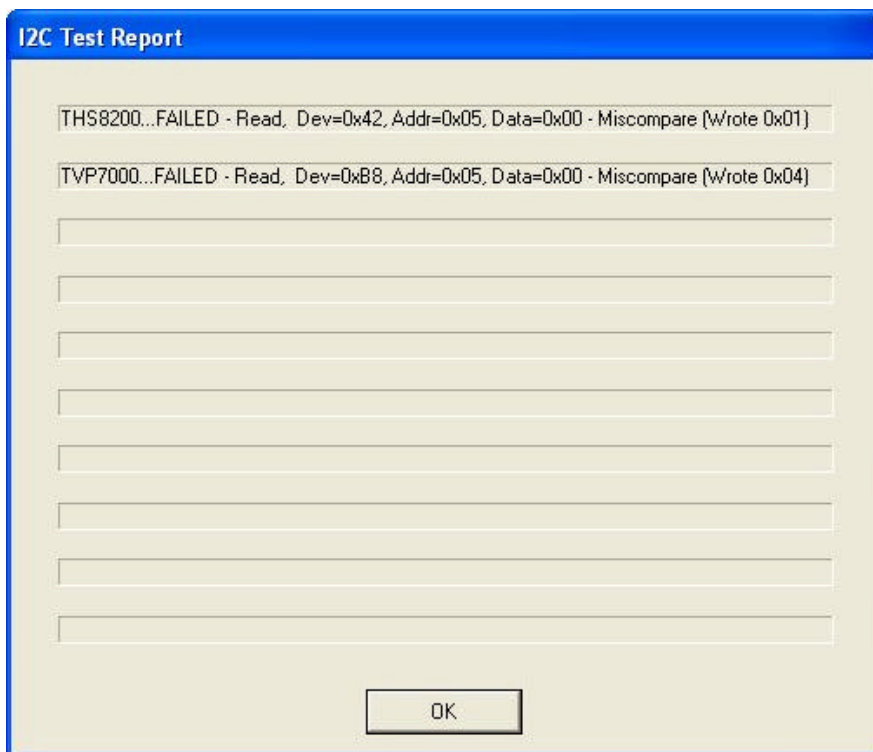 I2C Test Report
THS8200...FAILED - Read,  Dev=0x42, Addr=0x05, Data=0x00 - Miscompare (Wrote 0x01)
TVP7000...FAILED - Read,  Dev=0xB8, Addr=0x05, Data=0x00 - Miscompare (Wrote 0x04)
OK